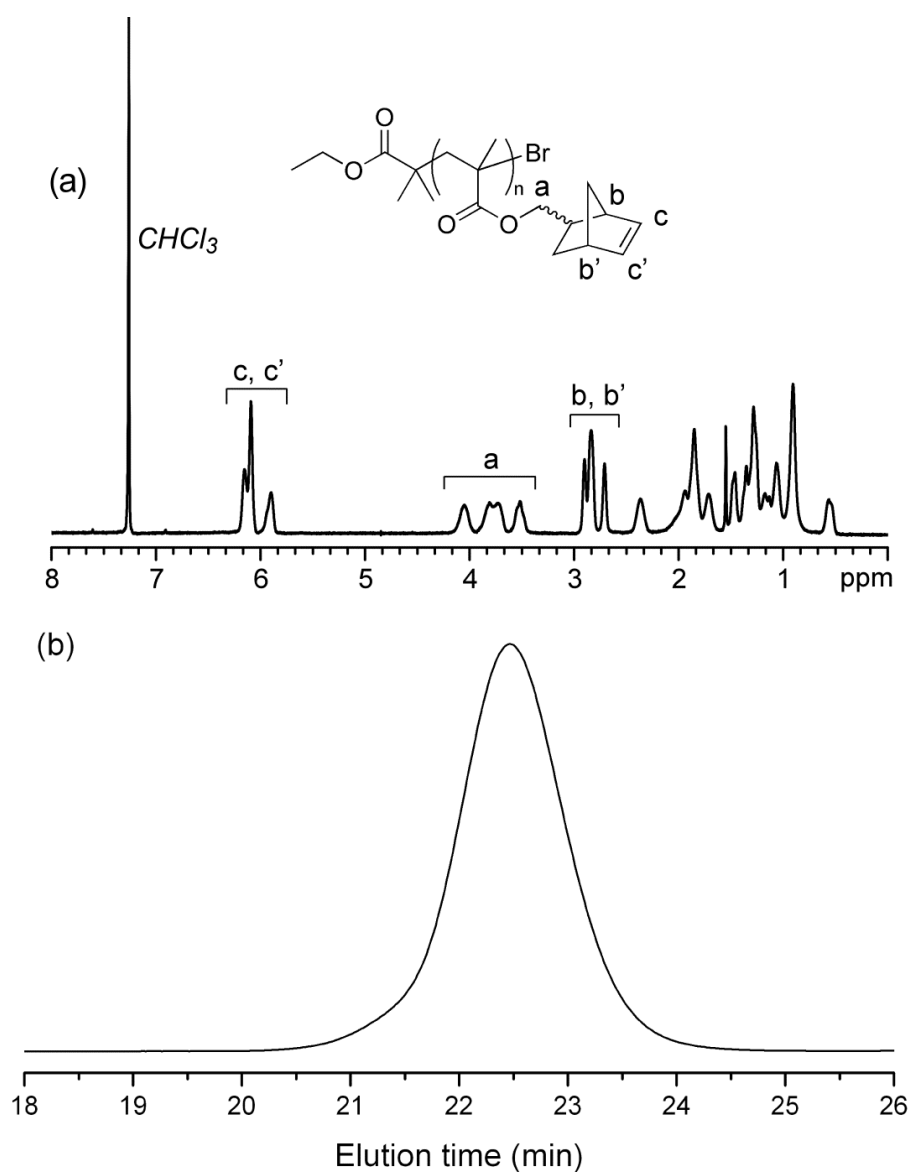 (a)
O
O
Br
n
a
O
O
b
c
b'
c'
CHCl3
c, c'
a
b, b'
8 7 6 5 4 3 2 1 ppm
(b)
18 19 20 21 22 23 24 25 26
Elution time (min)